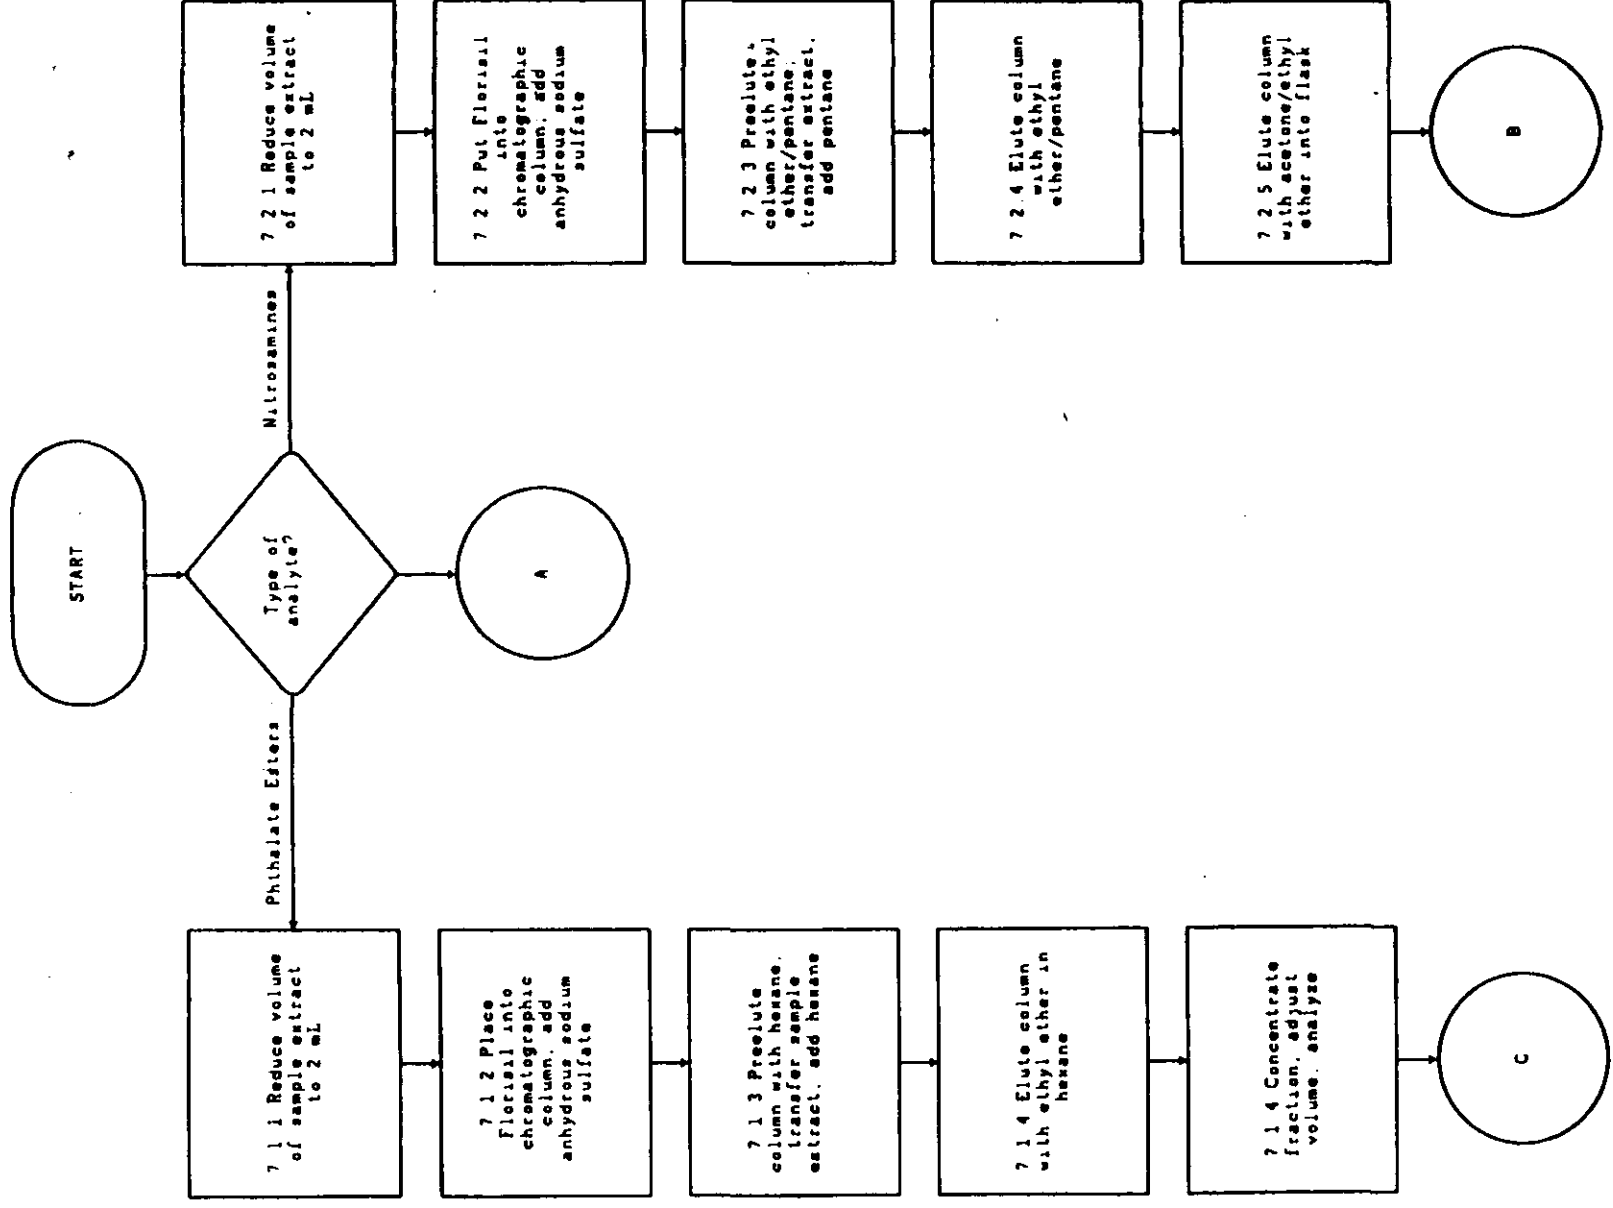 START
Type of
analyte?
Phthalate Esters
Nitrosamines
A
7 1 1 Reduce volume
of sample extract
to 2 mL
7 1 2 Place
Florisil into
chromatographic
column, add
anhydrous sodium
sulfate
7 1 3 Preelute
column with hexane,
transfer sample
extract, add hexane
7 1 4 Elute column
with ethyl ether in
hexane
7 1 4 Concentrate
fraction, adjust
volume, analyze
C
7 2 1 Reduce volume
of sample extract
to 2 mL
7 2 2 Put Florisil
into
chromatographic
column; add
anhydrous sodium
sulfate
7 2 3 Preelute
column with ethyl
ether/pentane;
transfer extract,
add pentane
7 2.4 Elute column
with ethyl
ether/pentane
7 2 5 Elute column
with acetone/ethyl
ether into flask
B